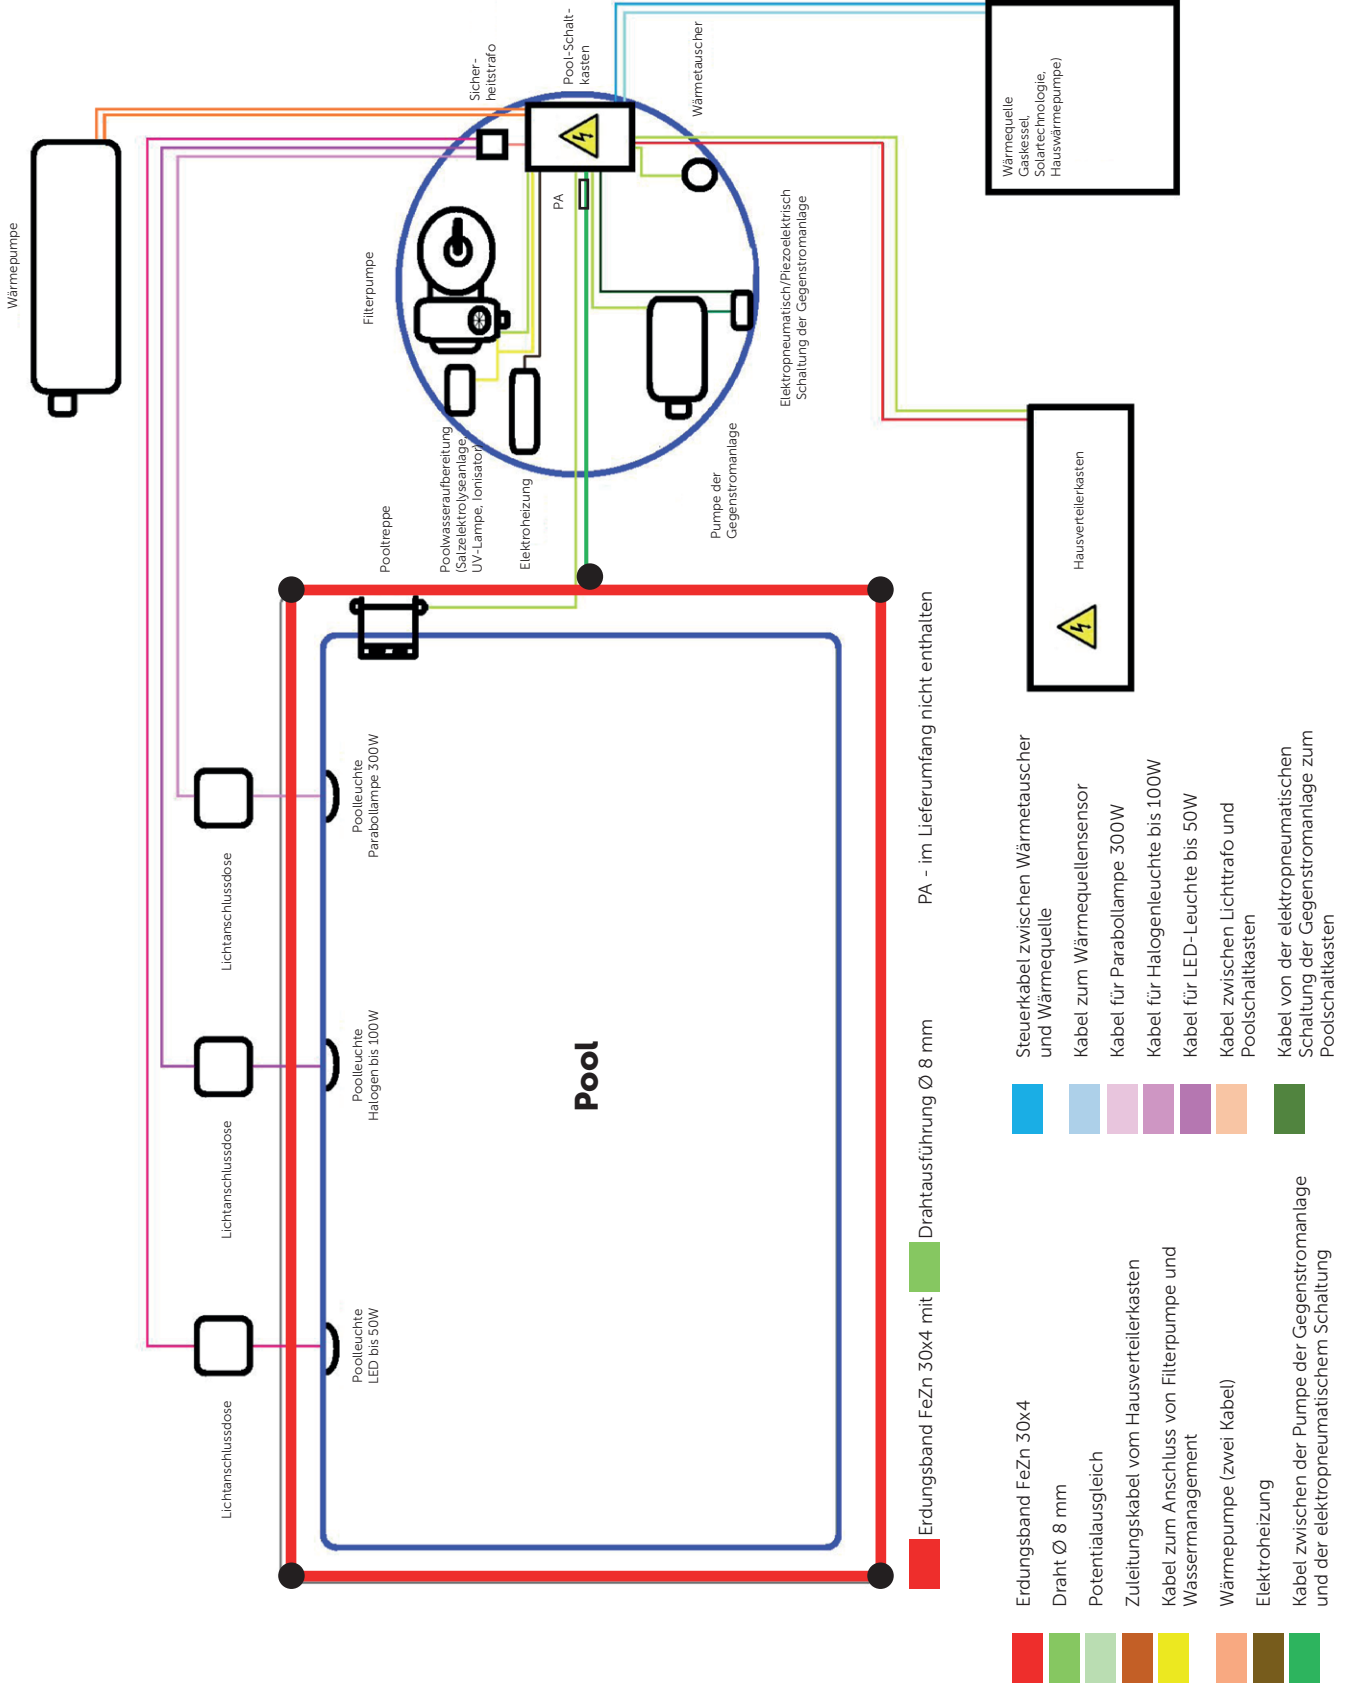 Wärmepumpe
Sicher-
heitstrafo
Pool-Schalt-
kasten
Wärmetauscher
Wärmequelle
Gaskessel,
Solartechnologie,
Hauswärmepumpe)
Filterpumpe
PA
Elektropneumatisch/Piezoelektrisch
Schaltung der Gegenstromanlage
Pooltreppe
Poolwasseraufbereitung
(Salzelektrolyseanlage,
UV-Lampe, Ionisator)
Elektroheizung
Pumpe der
Gegenstromanlage
Hausverteilerkasten
Lichtanschlussdose
Lichtanschlussdose
Lichtanschlussdose
Poolleuchte
LED bis 50W
Poolleuchte
Halogen bis 100W
Poolleuchte
Parabollampe 300W
Pool
Erdungsband FeZn 30x4 mit
Drahtausführung Ø 8 mm
PA - im Lieferumfang nicht enthalten
Erdungsband FeZn 30x4
Draht Ø 8 mm
Potentialausgleich
Zuleitungskabel vom Hausverteilerkasten
Kabel zum Anschluss von Filterpumpe und
Wassermanagement
Wärmepumpe (zwei Kabel)
Elektroheizung
Kabel zwischen der Pumpe der Gegenstromanlage
und der elektropneumatischem Schaltung
Steuerkabel zwischen Wärmetauscher
und Wärmequelle
Kabel zum Wärmequellensensor
Kabel für Parabollampe 300W
Kabel für Halogenleuchte bis 100W
Kabel für LED-Leuchte bis 50W
Kabel zwischen Lichttrafo und
Poolschaltkasten
Kabel von der elektropneumatischen
Schaltung der Gegenstromanlage zum
Poolschaltkasten